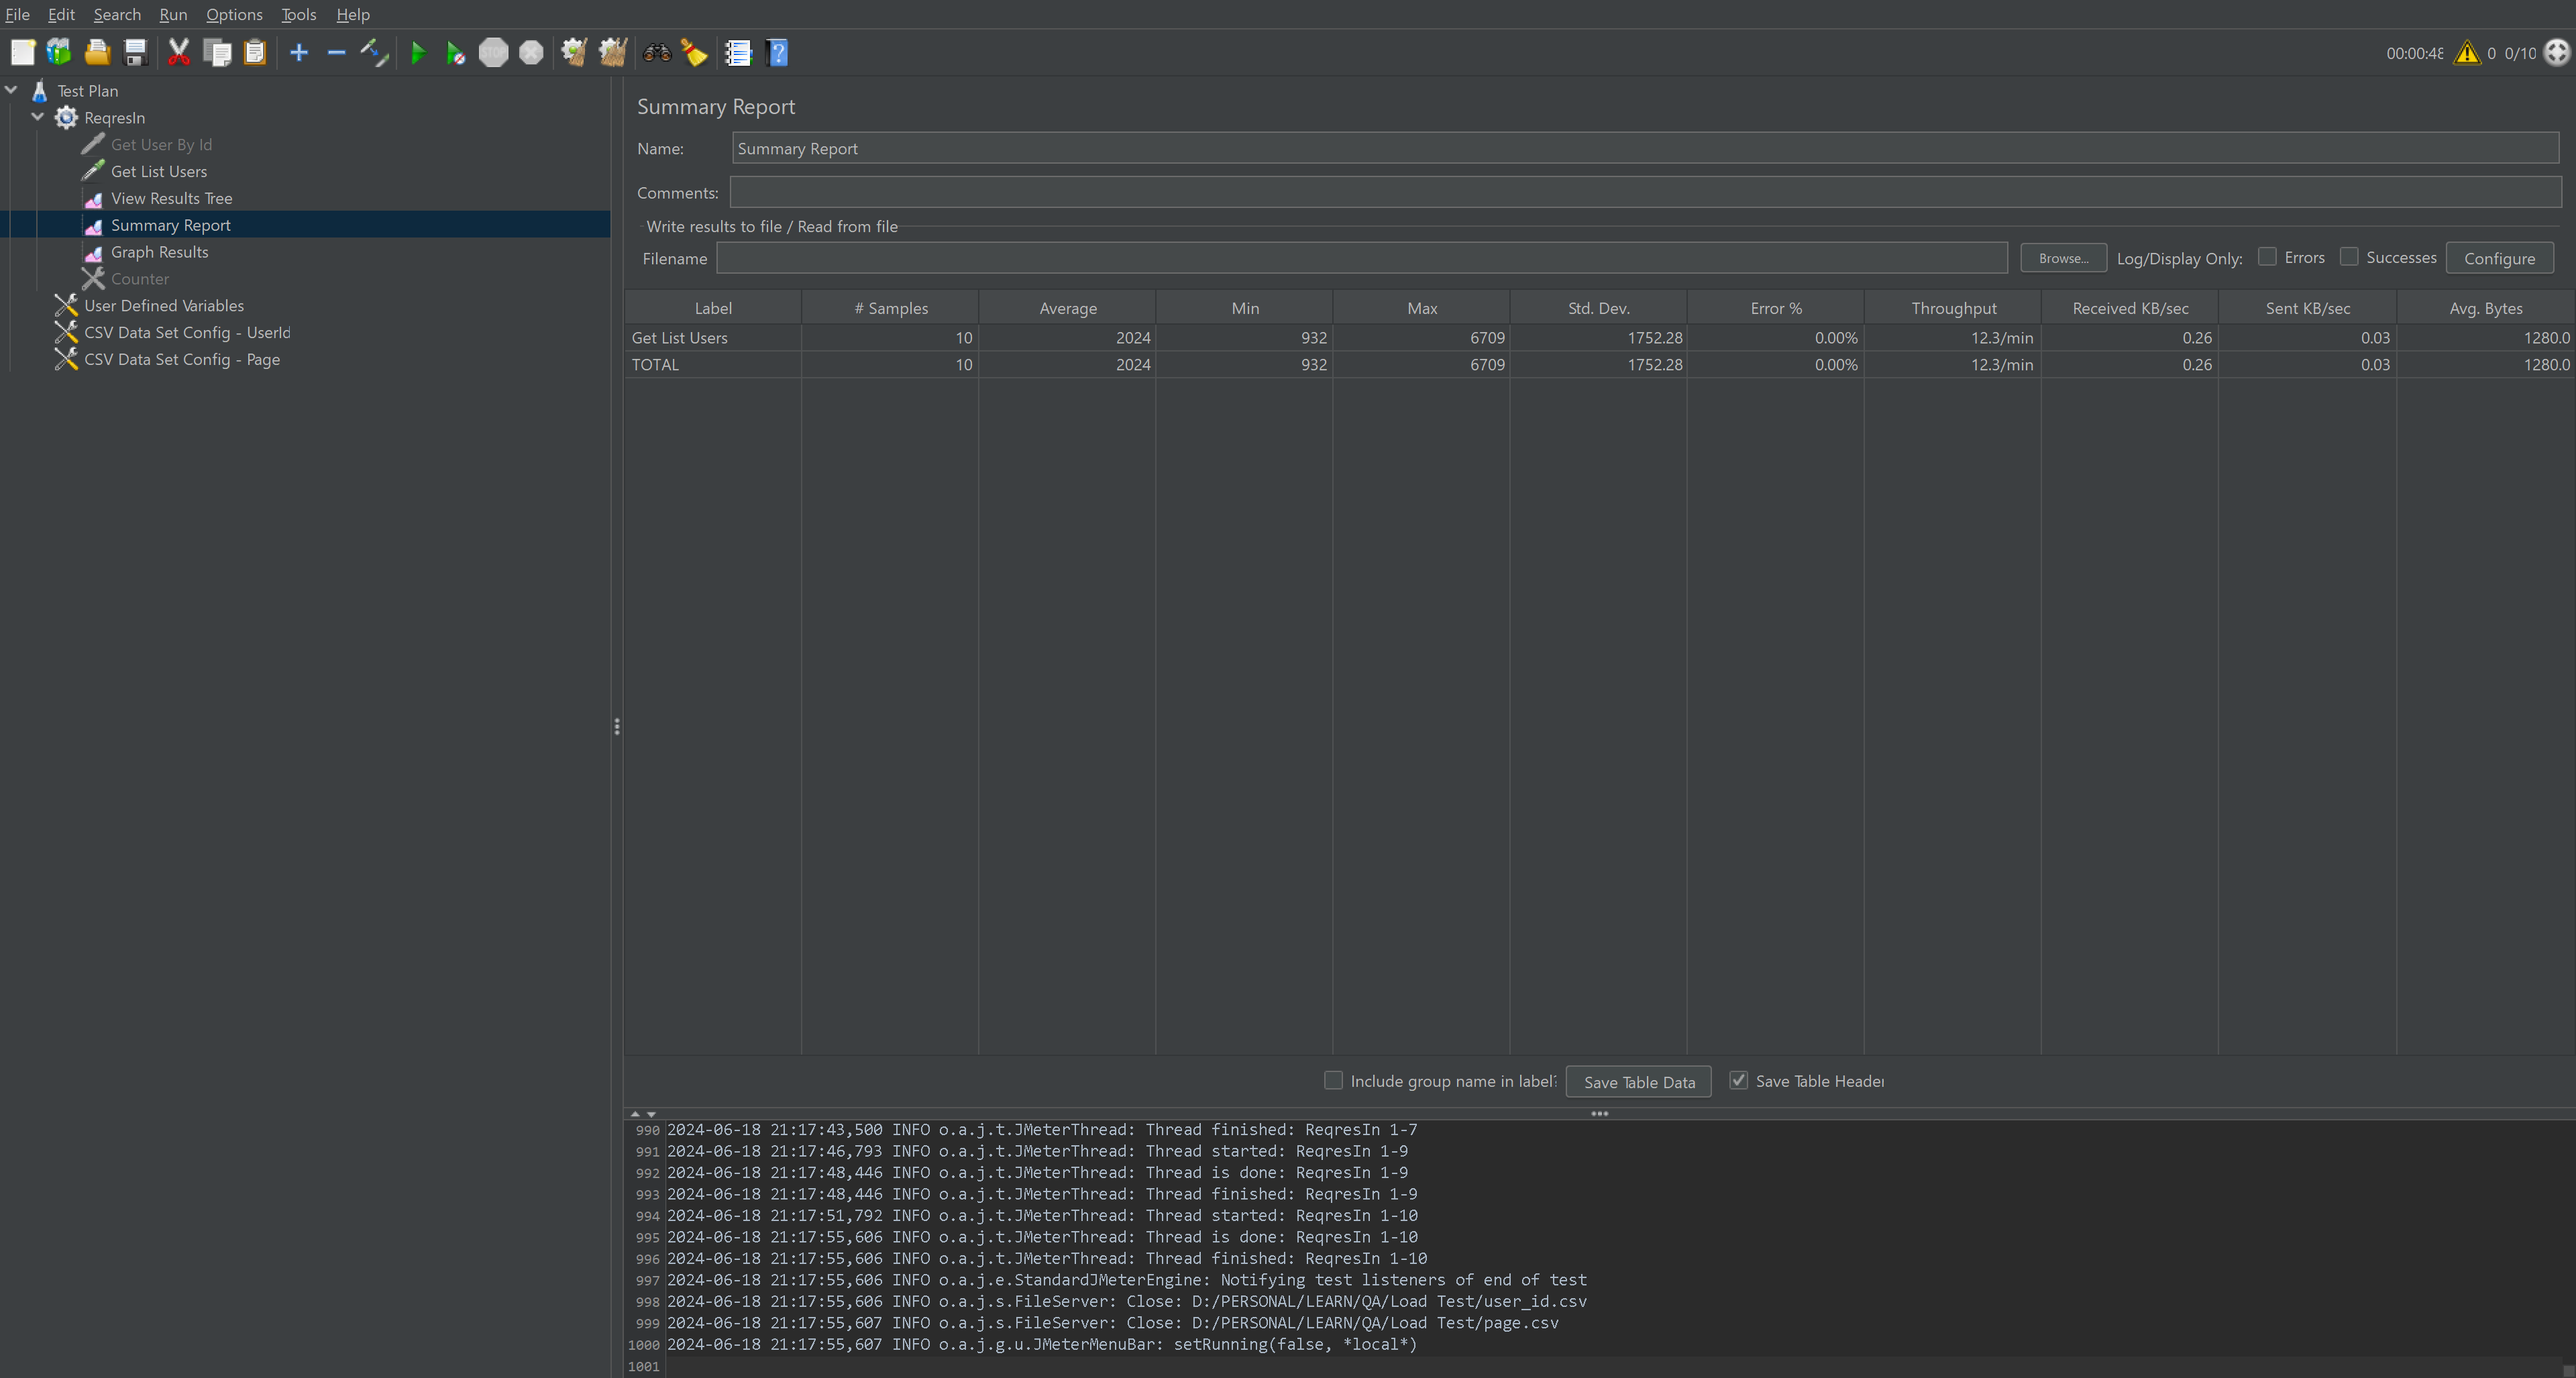 File Edit Search Run Options Tools Help
STOP
00:00:48 0 0/10
Test Plan
ReqresIn
Get User By Id
Get List Users
View Results Tree
Summary Report
Graph Results
Counter
User Defined Variables
CSV Data Set Config - UserId
CSV Data Set Config - Page
Summary Report
Name: Summary Report
Comments:
Write results to file / Read from file
Filename Browse... Log/Display Only: Errors Successes Configure
Label # Samples Average Min Max Std. Dev. Error % Throughput Received KB/sec Sent KB/sec Avg. Bytes
Get List Users 10 2024 932 6709 1752.28 0.00% 12.3/min 0.26 0.03 1280.0
TOTAL 10 2024 932 6709 1752.28 0.00% 12.3/min 0.26 0.03 1280.0
Include group name in label? Save Table Data Save Table Header
990 2024-06-18 21:17:43,500 INFO o.a.j.t.JMeterThread: Thread finished: ReqresIn 1-7
991 2024-06-18 21:17:46,793 INFO o.a.j.t.JMeterThread: Thread started: ReqresIn 1-9
992 2024-06-18 21:17:48,446 INFO o.a.j.t.JMeterThread: Thread is done: ReqresIn 1-9
993 2024-06-18 21:17:48,446 INFO o.a.j.t.JMeterThread: Thread finished: ReqresIn 1-9
994 2024-06-18 21:17:51,792 INFO o.a.j.t.JMeterThread: Thread started: ReqresIn 1-10
995 2024-06-18 21:17:55,606 INFO o.a.j.t.JMeterThread: Thread is done: ReqresIn 1-10
996 2024-06-18 21:17:55,606 INFO o.a.j.t.JMeterThread: Thread finished: ReqresIn 1-10
997 2024-06-18 21:17:55,606 INFO o.a.j.e.StandardJMeterEngine: Notifying test listeners of end of test
998 2024-06-18 21:17:55,606 INFO o.a.j.s.FileServer: Close: D:/PERSONAL/LEARN/QA/Load Test/user_id.csv
999 2024-06-18 21:17:55,607 INFO o.a.j.s.FileServer: Close: D:/PERSONAL/LEARN/QA/Load Test/page.csv
1000 2024-06-18 21:17:55,607 INFO o.a.j.g.u.JMeterMenuBar: setRunning(false, *local*)
1001